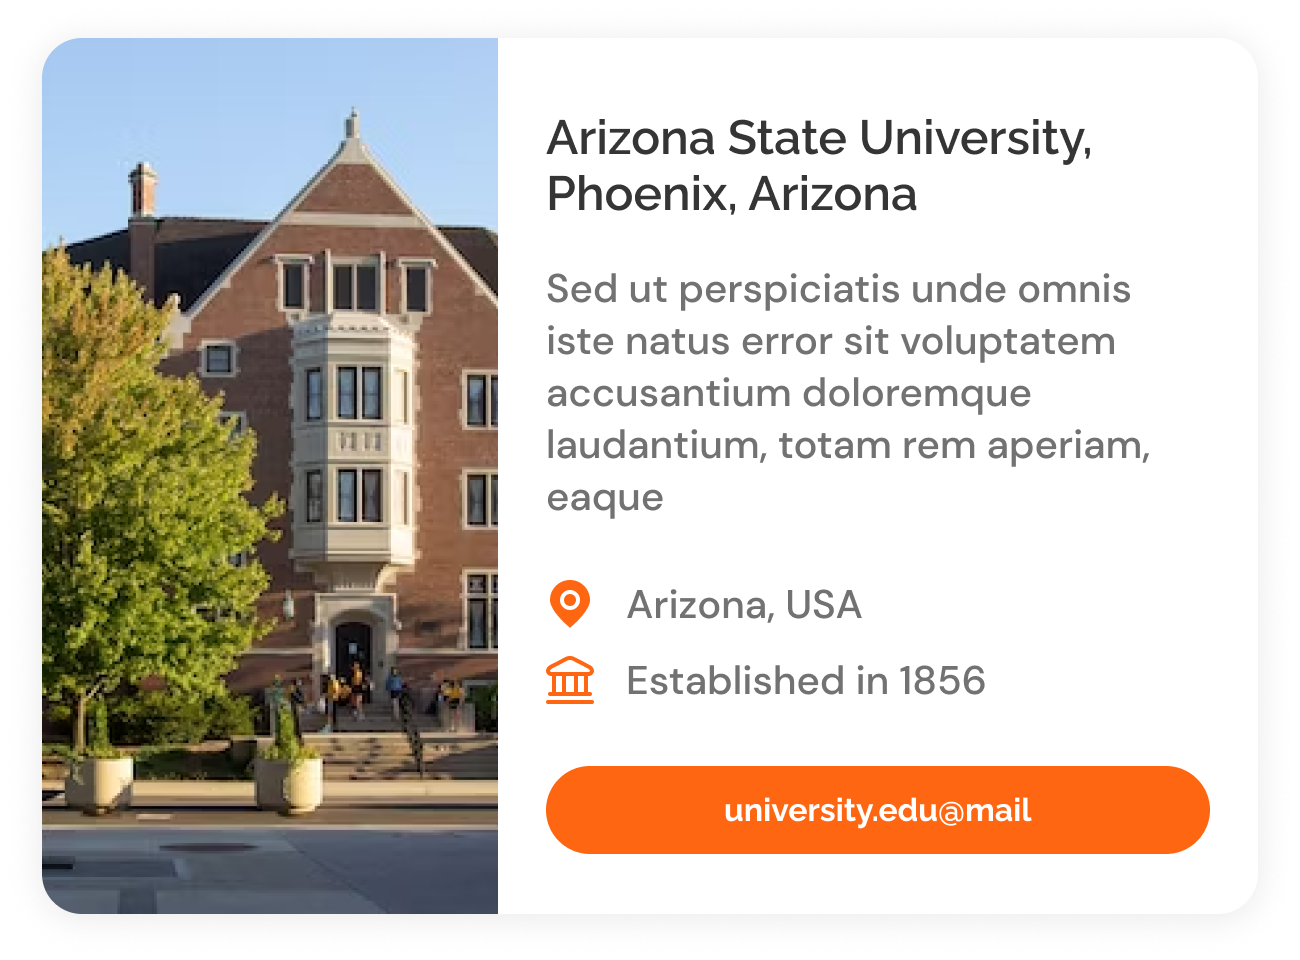 Arizona State University,
Phoenix, Arizona
Sed ut perspiciatis unde omnis
iste natus error sit voluptatem
accusantium doloremque
laudantium, totam rem aperiam,
eaque
Arizona, USA
Established in 1856
university.edu@mail